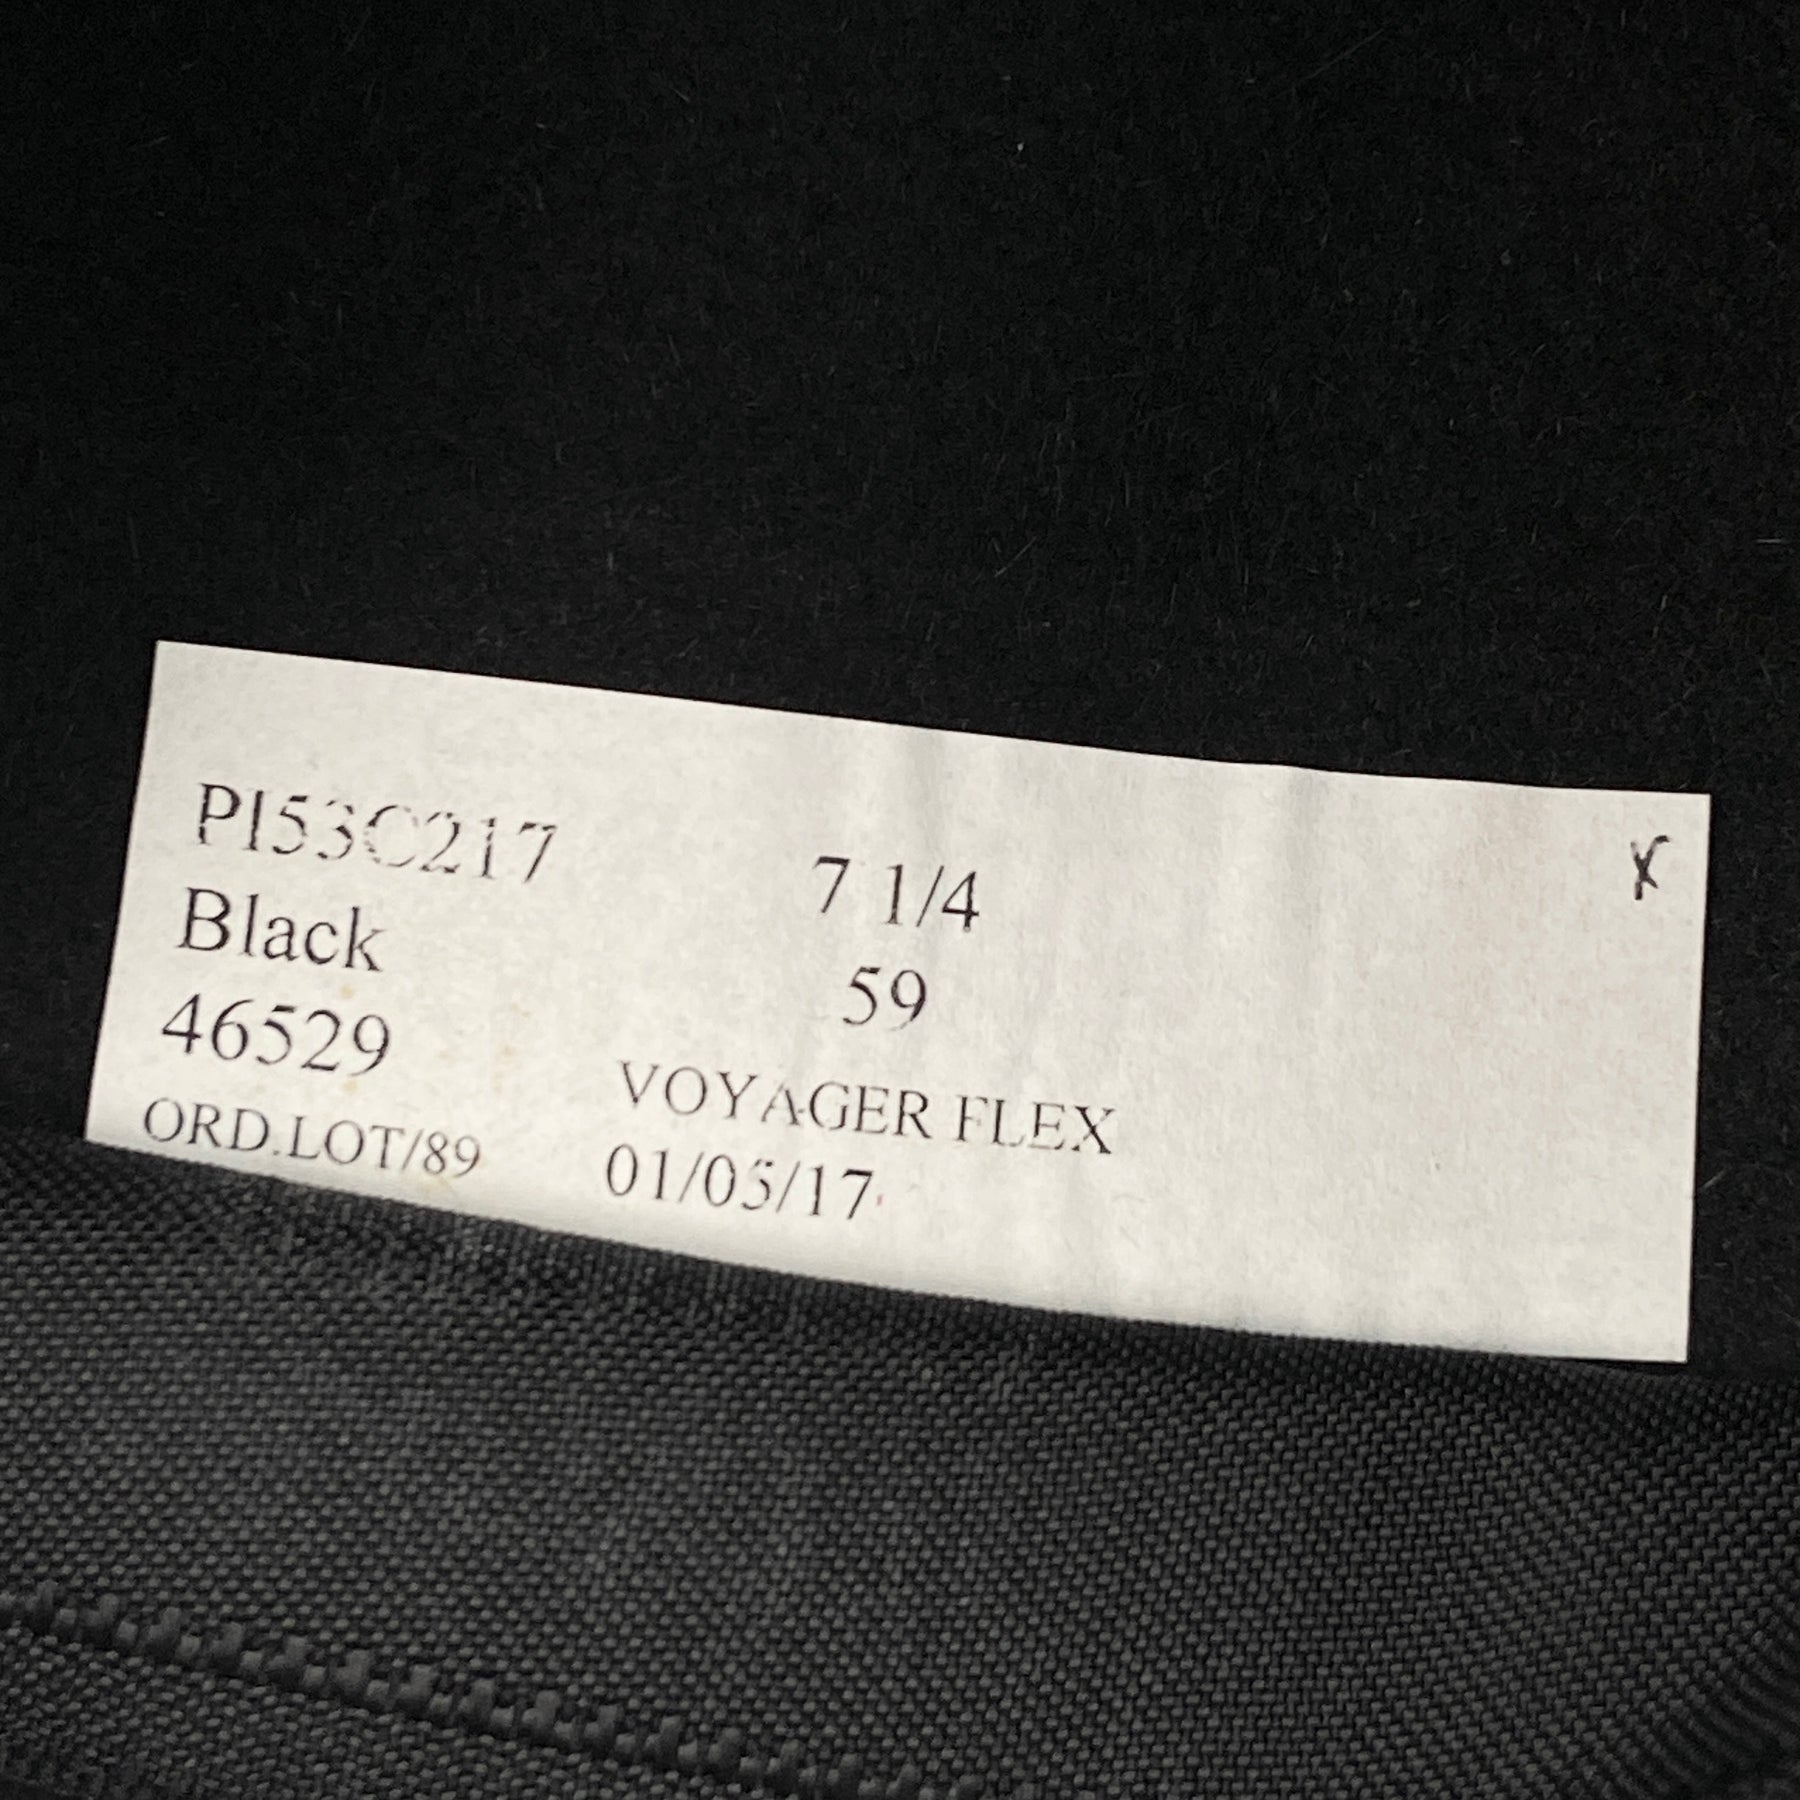 PI53C217
7 1/4
Black
59
46529
VOYAGER FLEX
ORD.LOT/89
01/05/17